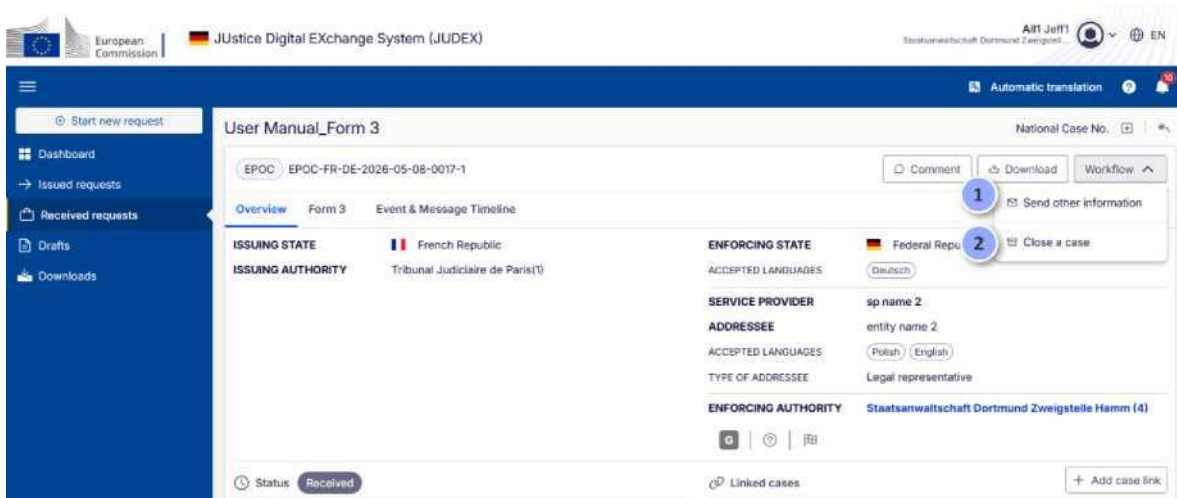 European
Commission
JUstice Digital EXchange System (JUDEX)
All1 Jeff1
Staatsanwaltschaft Dortmund Zweigstell...
EN
Automatic translation
10
Start new request
Dashboard
Issued requests
Received requests
Drafts
Downloads
User Manual_Form 3
National Case No.
EPOC EPOC-FR-DE-2026-05-08-0017-1
Comment
Download
Workflow
1 Send other information
2 Close a case
Overview Form 3 Event & Message Timeline
ISSUING STATE French Republic
ISSUING AUTHORITY Tribunal Judiciaire de Paris(1)
ENFORCING STATE Federal Repu
ACCEPTED LANGUAGES Deutsch
SERVICE PROVIDER sp name 2
ADDRESSEE entity name 2
ACCEPTED LANGUAGES Polish English
TYPE OF ADDRESSEE Legal representative
ENFORCING AUTHORITY Staatsanwaltschaft Dortmund Zweigstelle Hamm (4)
G
Status Received
Linked cases
+ Add case link